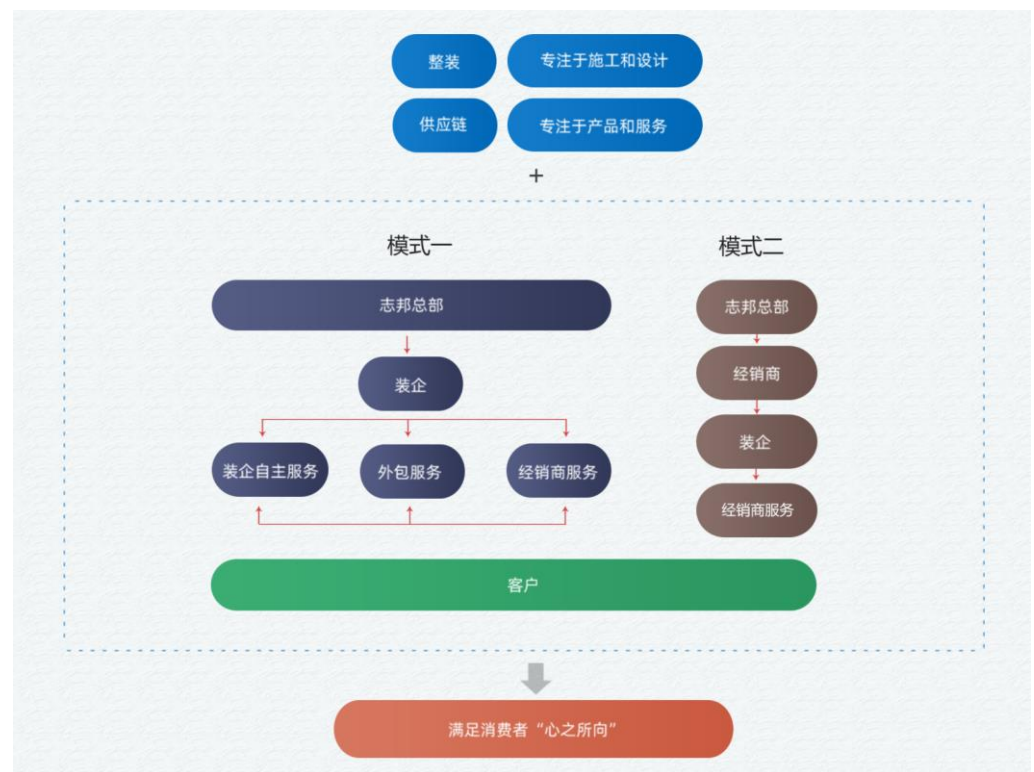 整装 专注于施工和设计
供应链 专注于产品和服务
+
模式一 模式二
志邦总部 志邦总部
经销商
装企
装企
装企自主服务 外包服务 经销商服务
经销商服务
客户
满足消费者“心之所向”